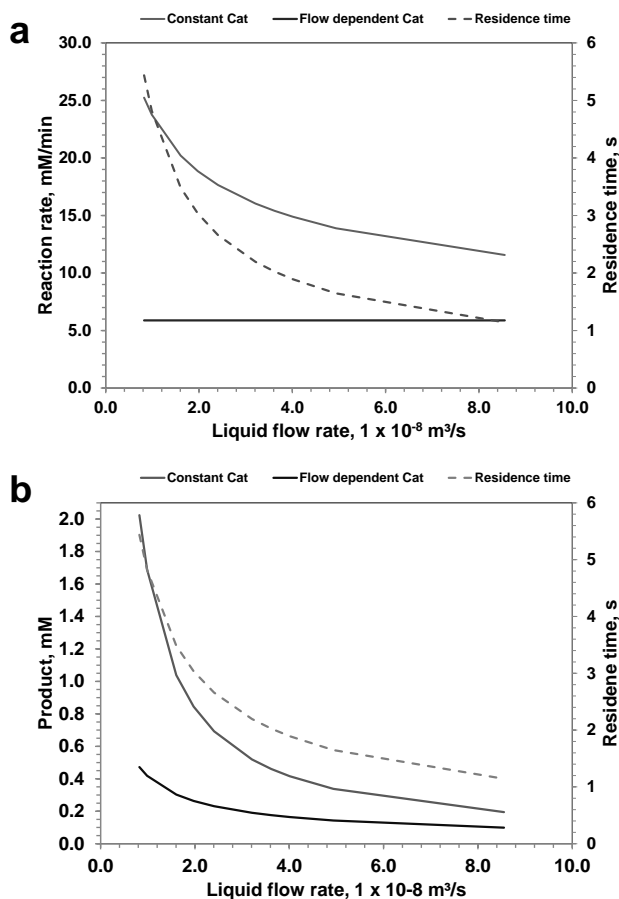 a
Constant Cat Flow dependent Cat Residence time
30.0
25.0
20.0
15.0
10.0
5.0
0.0
Reaction rate, mM/min
6
5
4
3
2
1
0
Residence time, s
0.0 2.0 4.0 6.0 8.0 10.0
Liquid flow rate, 1 x 10⁻⁸ m³/s
b
Constant Cat Flow dependent Cat Residence time
2.0
1.8
1.6
1.4
1.2
1.0
0.8
0.6
0.4
0.2
0.0
Product, mM
6
5
4
3
2
1
0
Residene time, s
0.0 2.0 4.0 6.0 8.0 10.0
Liquid flow rate, 1 x 10-8 m³/s